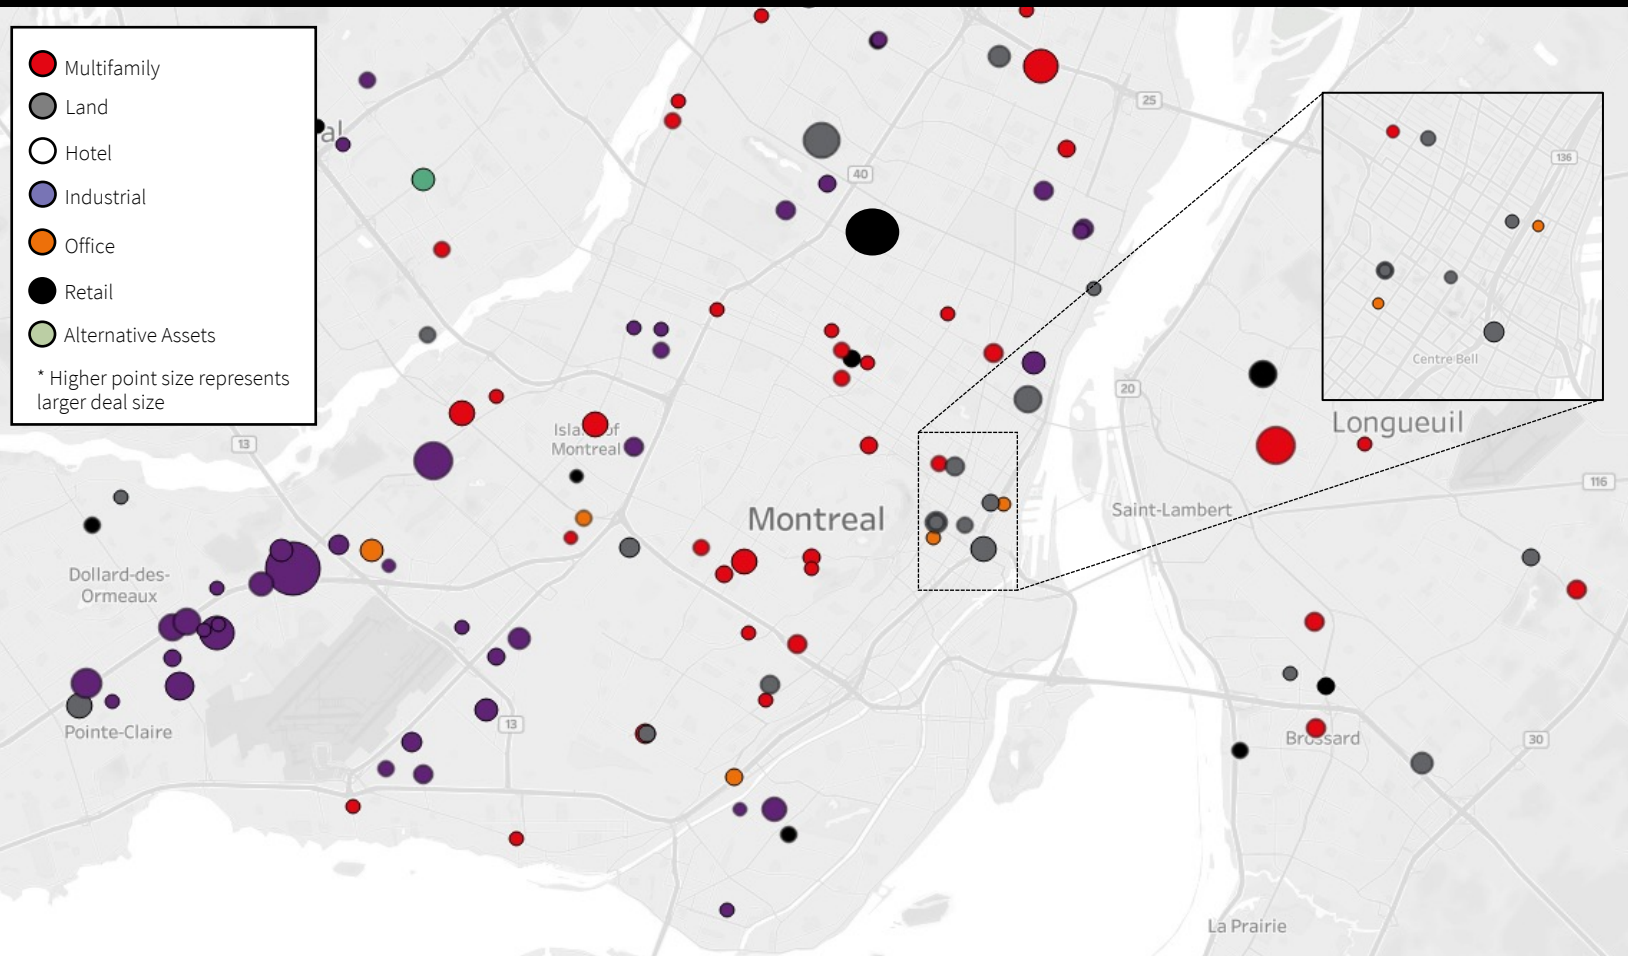 Multifamily
Land
Hotel
Industrial
Office
Retail
Alternative Assets
* Higher point size represents
larger deal size
al
25
40
136
Centre Bell
20
Longueuil
13
Island of
Montreal
116
Montreal
Saint-Lambert
Dollard-des-
Ormeaux
Pointe-Claire
13
Brossard
30
La Prairie